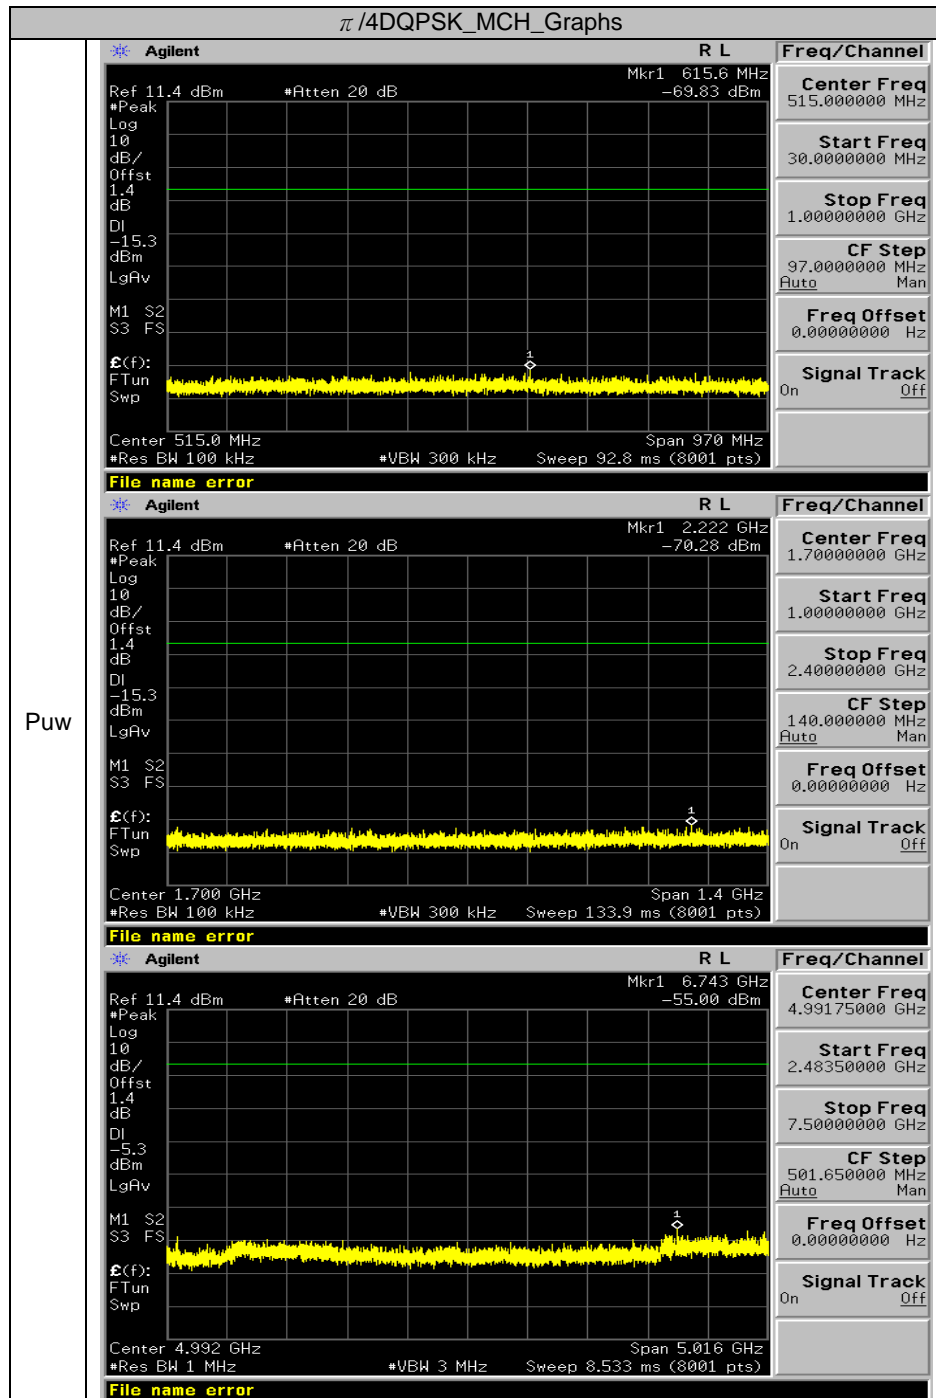 π/4DQPSK_MCH_Graphs
Puw
Agilent R L Freq/Channel
Mkr1 615.6 MHz
Ref 11.4 dBm #Atten 20 dB -69.83 dBm
#Peak
Log
10
dB/
Offst
1.4
dB
DI
-15.3
dBm
LgAv
M1 S2
S3 FS
£(f):
FTun
Swp
1
Center 515.0 MHz Span 970 MHz
#Res BW 100 kHz #VBW 300 kHz Sweep 92.8 ms (8001 pts)
File name error
Center Freq
515.000000 MHz
Start Freq
30.0000000 MHz
Stop Freq
1.00000000 GHz
CF Step
97.0000000 MHz
Auto Man
Freq Offset
0.00000000 Hz
Signal Track
On Off
Agilent R L Freq/Channel
Mkr1 2.222 GHz
Ref 11.4 dBm #Atten 20 dB -70.28 dBm
#Peak
Log
10
dB/
Offst
1.4
dB
DI
-15.3
dBm
LgAv
M1 S2
S3 FS
£(f):
FTun
Swp
1
Center 1.700 GHz Span 1.4 GHz
#Res BW 100 kHz #VBW 300 kHz Sweep 133.9 ms (8001 pts)
File name error
Center Freq
1.70000000 GHz
Start Freq
1.00000000 GHz
Stop Freq
2.40000000 GHz
CF Step
140.000000 MHz
Auto Man
Freq Offset
0.00000000 Hz
Signal Track
On Off
Agilent R L Freq/Channel
Mkr1 6.743 GHz
Ref 11.4 dBm #Atten 20 dB -55.00 dBm
#Peak
Log
10
dB/
Offst
1.4
dB
DI
-5.3
dBm
LgAv
M1 S2
S3 FS
£(f):
FTun
Swp
1
Center 4.992 GHz Span 5.016 GHz
#Res BW 1 MHz #VBW 3 MHz Sweep 8.533 ms (8001 pts)
File name error
Center Freq
4.99175000 GHz
Start Freq
2.48350000 GHz
Stop Freq
7.50000000 GHz
CF Step
501.650000 MHz
Auto Man
Freq Offset
0.00000000 Hz
Signal Track
On Off